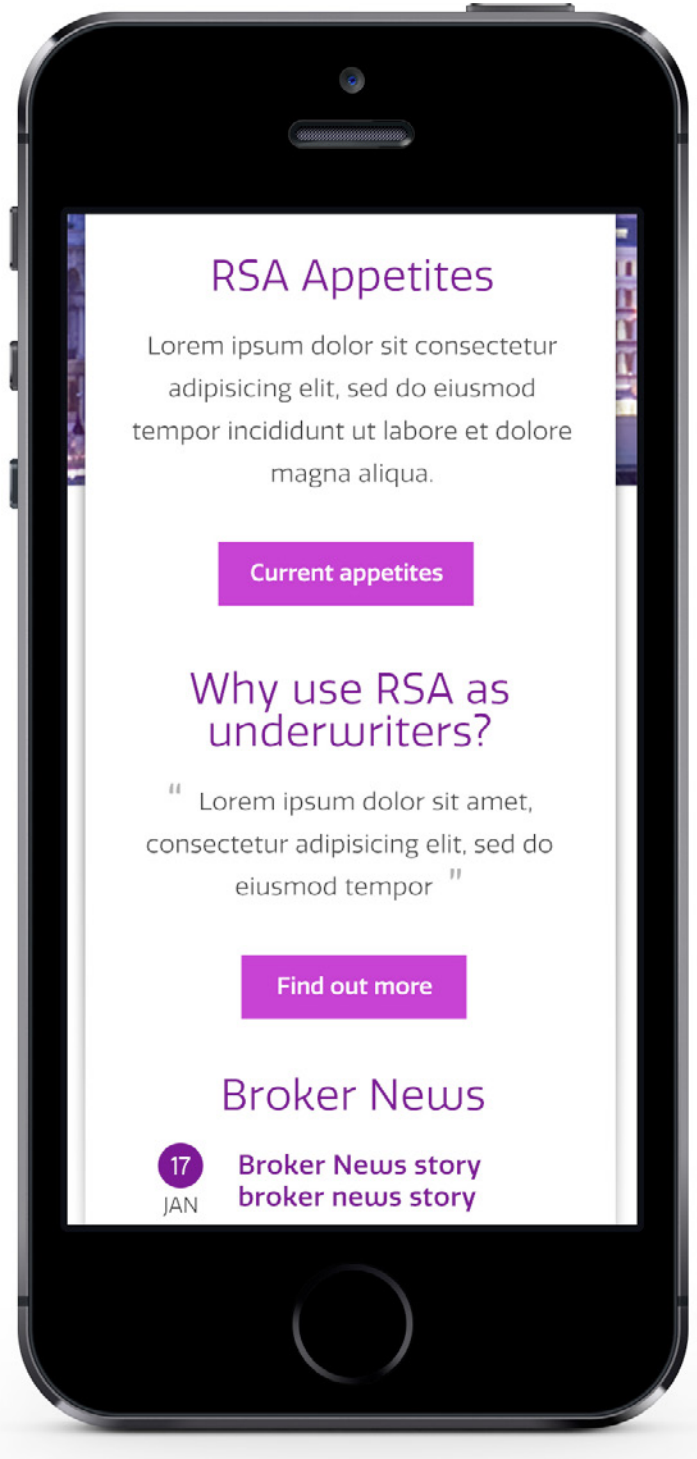 RSA Appetites
Lorem ipsum dolor sit consectetur
adipisicing elit, sed do eiusmod
tempor incididunt ut labore et dolore
magna aliqua.
Current appetites
Why use RSA as
underwriters?
“ Lorem ipsum dolor sit amet,
consectetur adipisicing elit, sed do
eiusmod tempor ”
Find out more
Broker News
17
JAN
Broker News story
broker news story